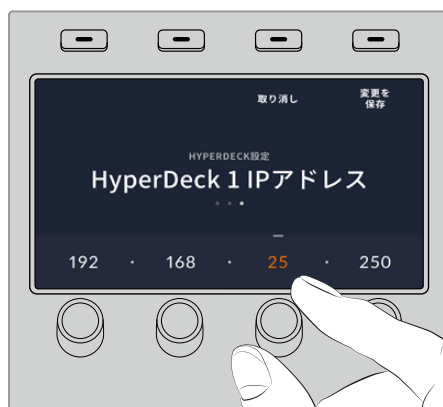 取り消し
変更を
保存
HYPERDECK設定
HyperDeck 1 IPアドレス
192 · 168 · 25 · 250